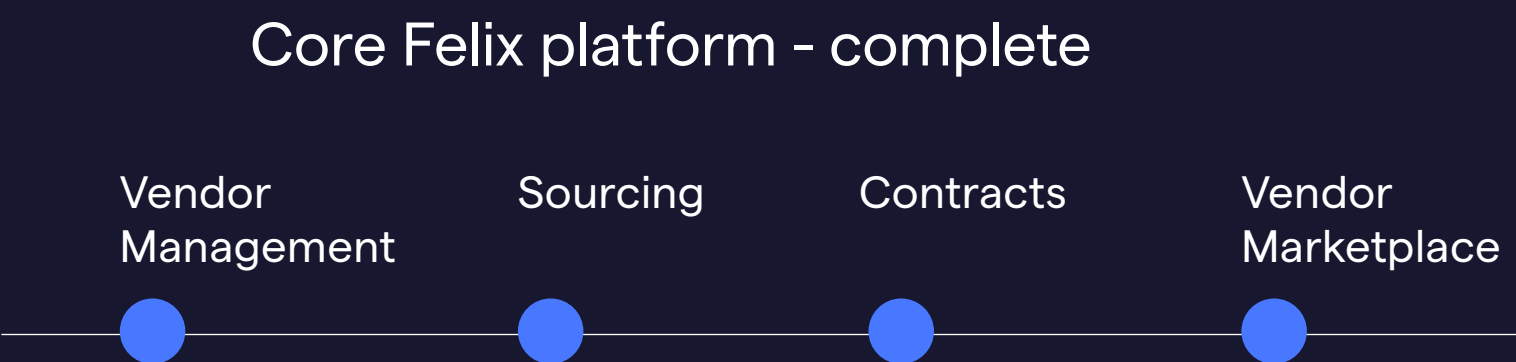 Core Felix platform - complete
Vendor
Management
Sourcing
Contracts
Vendor
Marketplace